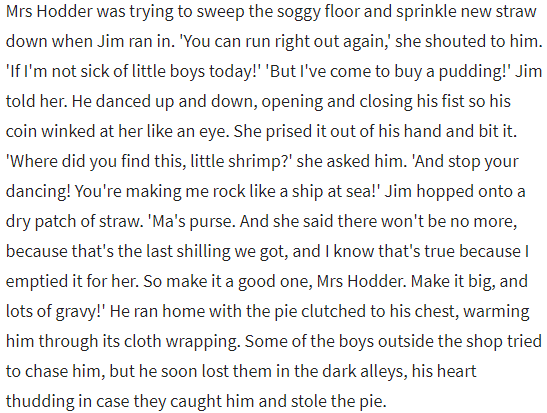 Mrs Hodder was trying to sweep the soggy floor and sprinkle new straw
down when Jim ran in. 'You can run right out again,' she shouted to him.
'If I'm not sick of little boys today!' 'But I've come to buy a pudding!' Jim
told her. He danced up and down, opening and closing his fist so his
coin winked at her like an eye. She prised it out of his hand and bit it.
'Where did you find this, little shrimp?' she asked him. 'And stop your
dancing! You're making me rock like a ship at sea!' Jim hopped onto a
dry patch of straw. 'Ma's purse. And she said there won't be no more,
because that's the last shilling we got, and I know that's true because I
emptied it for her. So make it a good one, Mrs Hodder. Make it big, and
lots of gravy!' He ran home with the pie clutched to his chest, warming
him through its cloth wrapping. Some of the boys outside the shop tried
to chase him, but he soon lost them in the dark alleys, his heart
thudding in case they caught him and stole the pie.